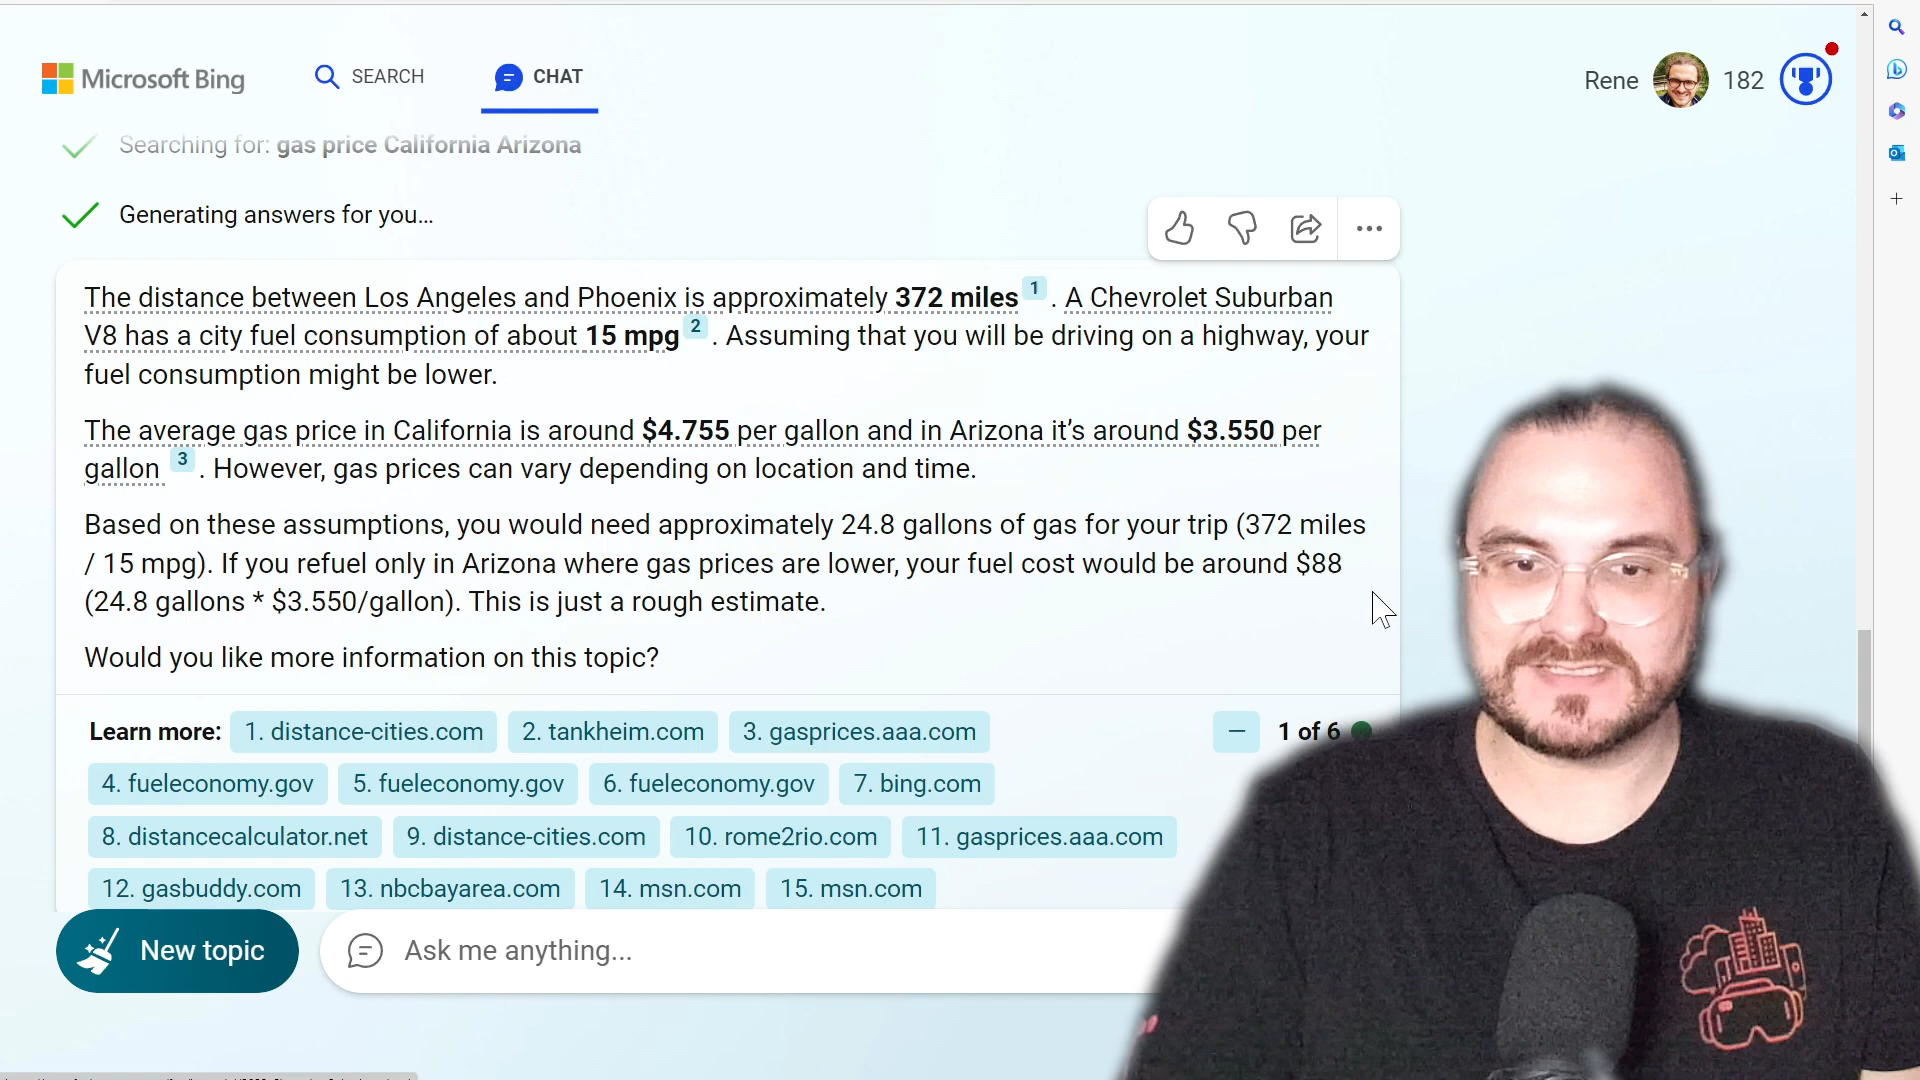 Microsoft Bing
SEARCH
CHAT
Rene
182
Searching for: gas price California Arizona
Generating answers for you...
The distance between Los Angeles and Phoenix is approximately 372 miles 1 . A Chevrolet Suburban
V8 has a city fuel consumption of about 15 mpg 2 . Assuming that you will be driving on a highway, your
fuel consumption might be lower.
The average gas price in California is around $4.755 per gallon and in Arizona it's around $3.550 per
gallon 3 . However, gas prices can vary depending on location and time.
Based on these assumptions, you would need approximately 24.8 gallons of gas for your trip (372 miles
/ 15 mpg). If you refuel only in Arizona where gas prices are lower, your fuel cost would be around $88
(24.8 gallons * $3.550/gallon). This is just a rough estimate.
Would you like more information on this topic?
Learn more: 1. distance-cities.com 2. tankheim.com 3. gasprices.aaa.com
1 of 6
4. fueleconomy.gov 5. fueleconomy.gov 6. fueleconomy.gov 7. bing.com
8. distancecalculator.net 9. distance-cities.com 10. rome2rio.com 11. gasprices.aaa.com
12. gasbuddy.com 13. nbcbayarea.com 14. msn.com 15. msn.com
New topic
Ask me anything...